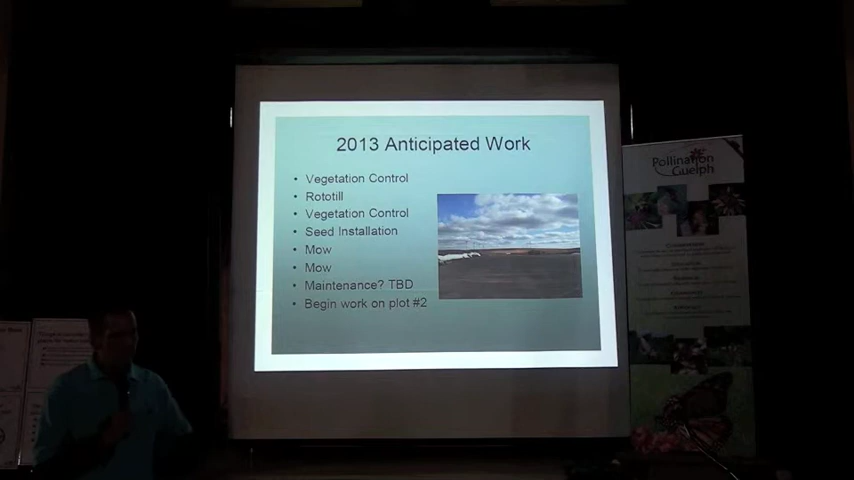 2013 Anticipated Work
• Vegetation Control
• Rototill
• Vegetation Control
• Seed Installation
• Mow
• Mow
• Maintenance? TBD
• Begin work on plot #2
Pollination
Guelph